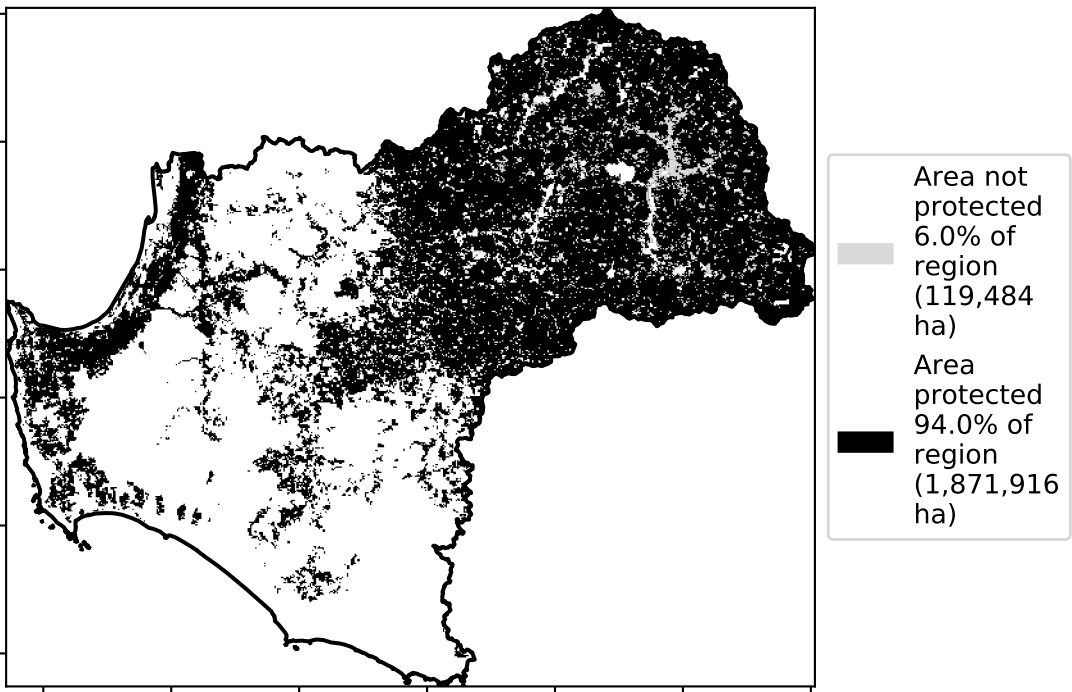 Area not
protected
6.0% of
region
(119,484
ha)
Area
protected
94.0% of
region
(1,871,916
ha)